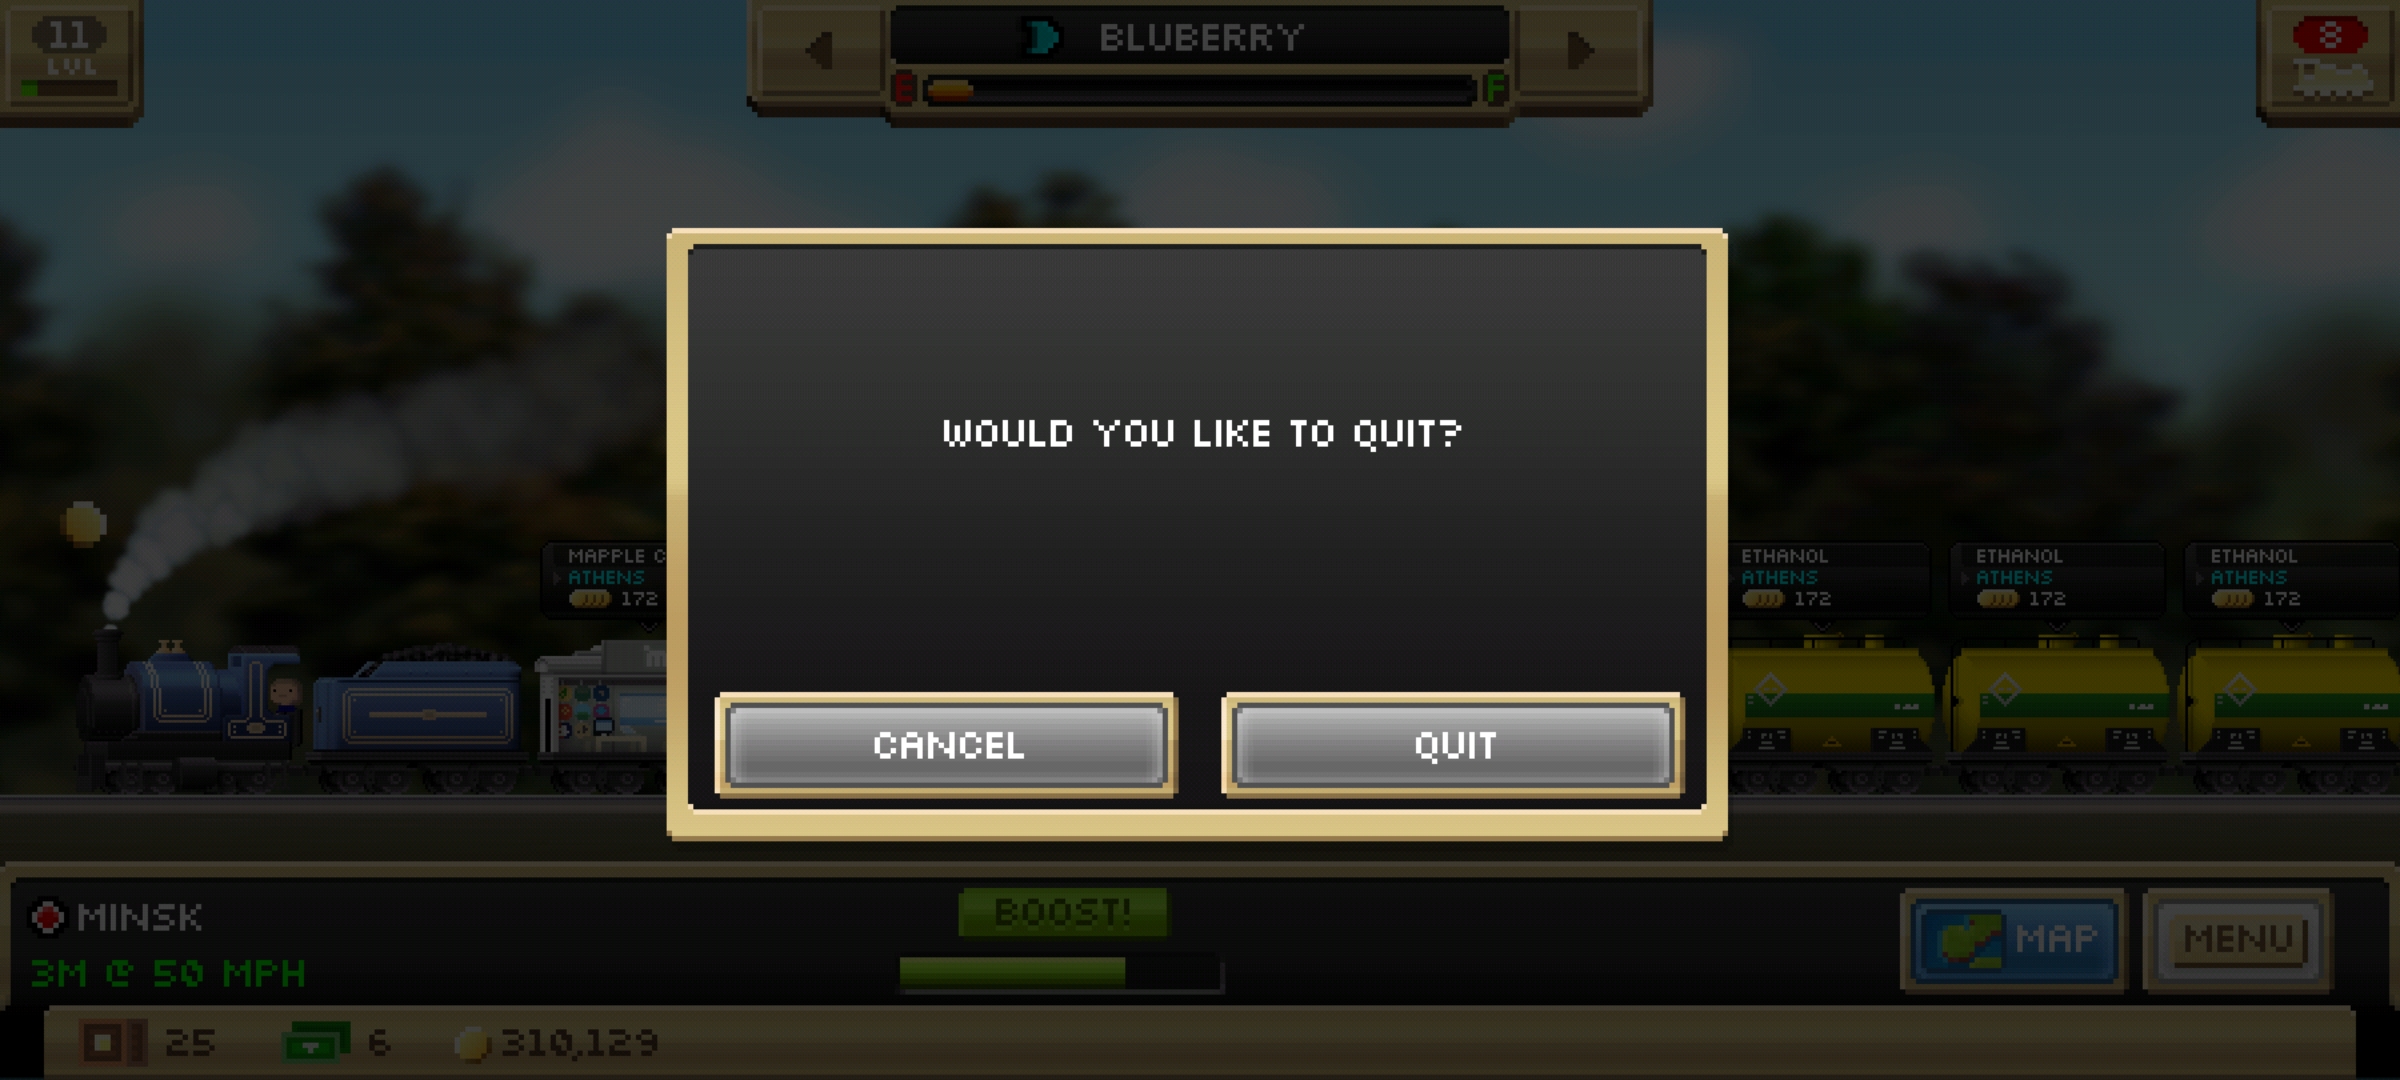 11
LVL
BLUBERRY
E
F
8
WOULD YOU LIKE TO QUIT?
MAPPLE C
ATHENS
172
ETHANOL
ATHENS
172
ETHANOL
ATHENS
172
ETHANOL
ATHENS
172
CANCEL
QUIT
MINSK
3M @ 50 MPH
BOOST!
MAP
MENU
25
6
310,129